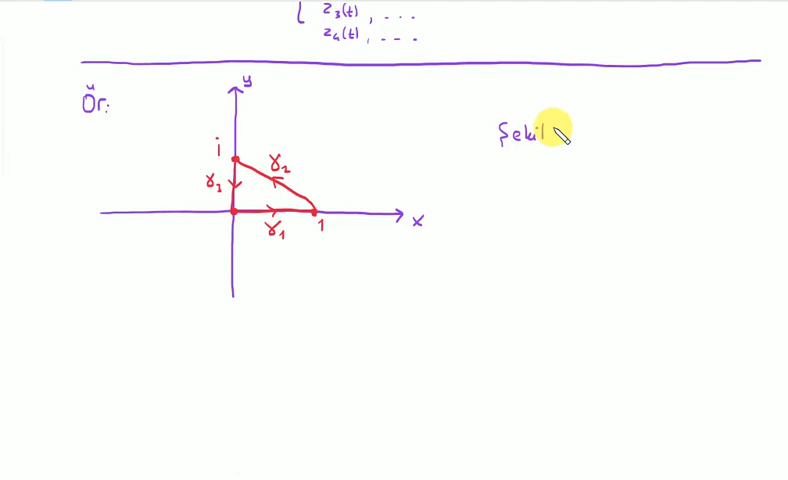 z₃(t), ...
z₄(t), ...
Ör:
y
Şekil
i
γ₂
γ₃
γ₁
1
x